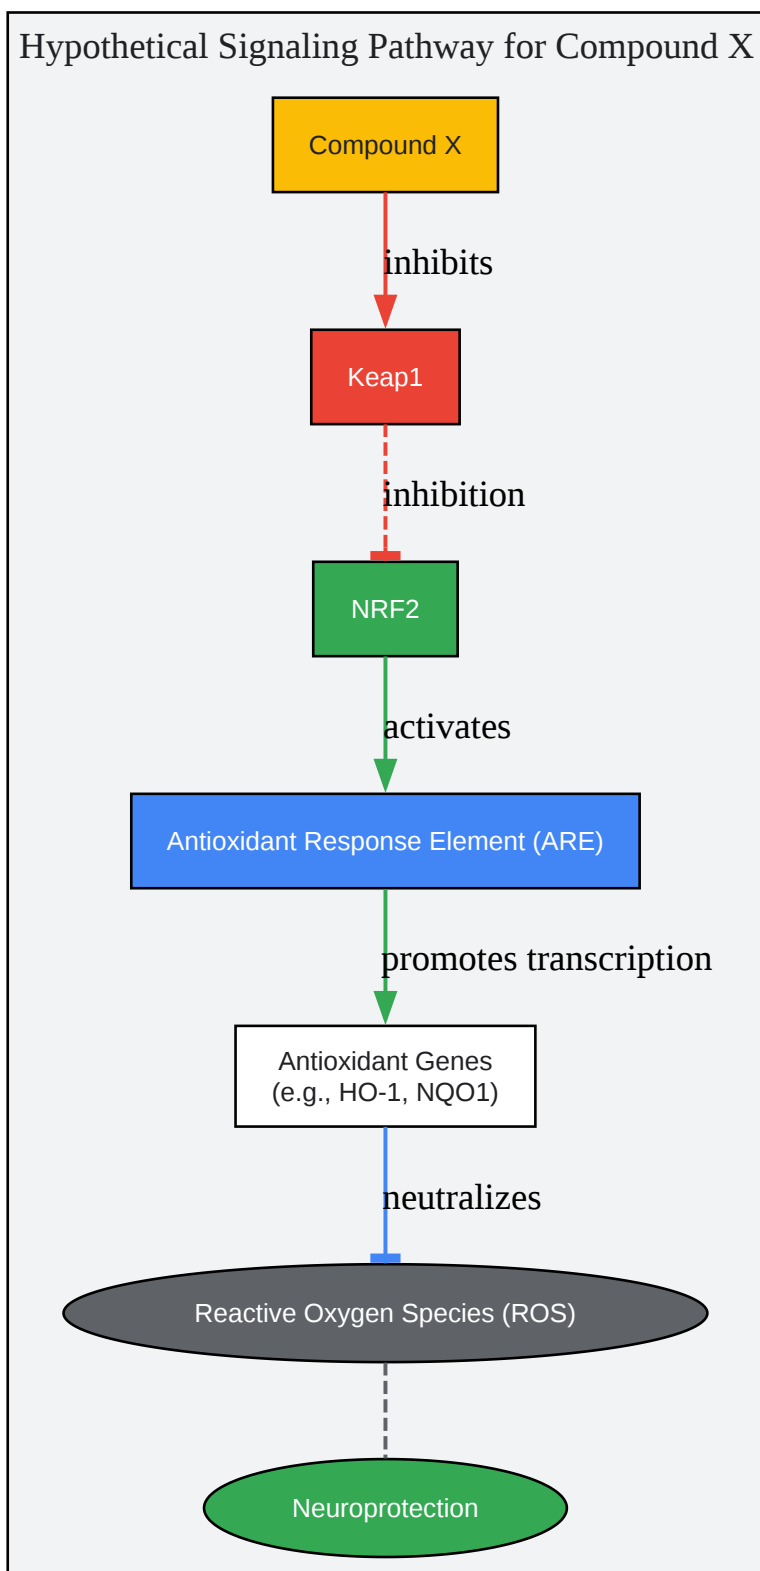 Hypothetical Signaling Pathway for Compound X
Compound X
inhibits
Keap1
inhibition
NRF2
activates
Antioxidant Response Element (ARE)
promotes transcription
Antioxidant Genes
(e.g., HO-1, NQO1)
neutralizes
Reactive Oxygen Species (ROS)
Neuroprotection